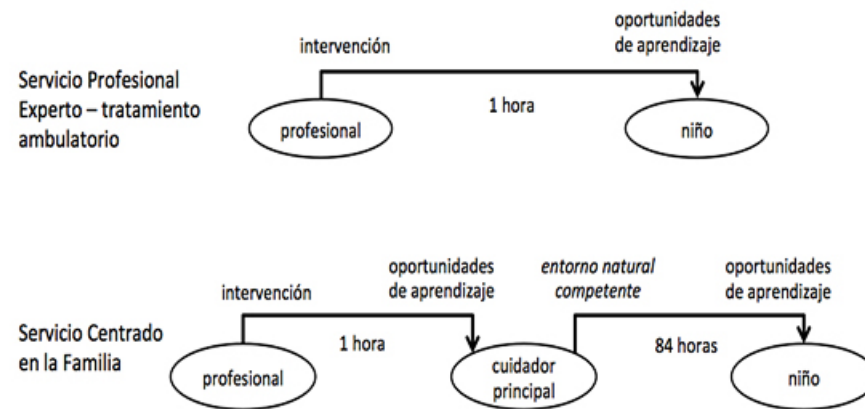 intervención
oportunidades
de aprendizaje
Servicio Profesional
Experto – tratamiento
ambulatorio
1 hora
profesional
niño
intervención
oportunidades
de aprendizaje
entorno natural
competente
oportunidades
de aprendizaje
Servicio Centrado
en la Familia
1 hora
84 horas
profesional
cuidador
principal
niño